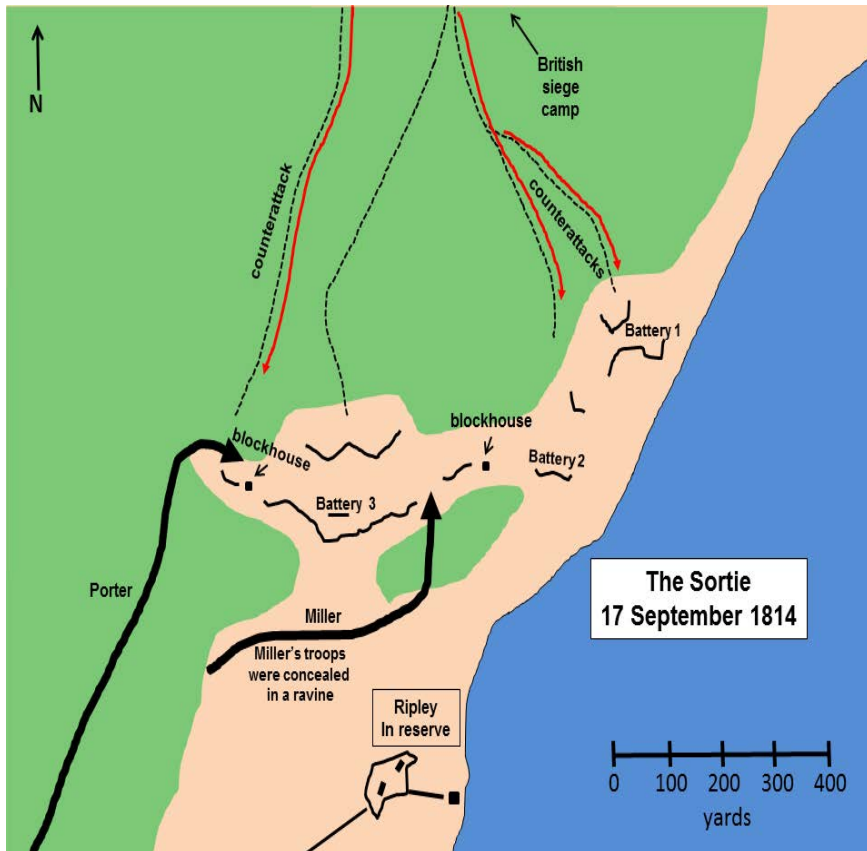 N
British
siege
camp
counterattack
counterattacks
Battery 1
blockhouse
blockhouse
Battery 2
Battery 3
Porter
Miller
Miller's troops
were concealed
in a ravine
The Sortie
17 September 1814
Ripley
In reserve
0 100 200 300 400
yards